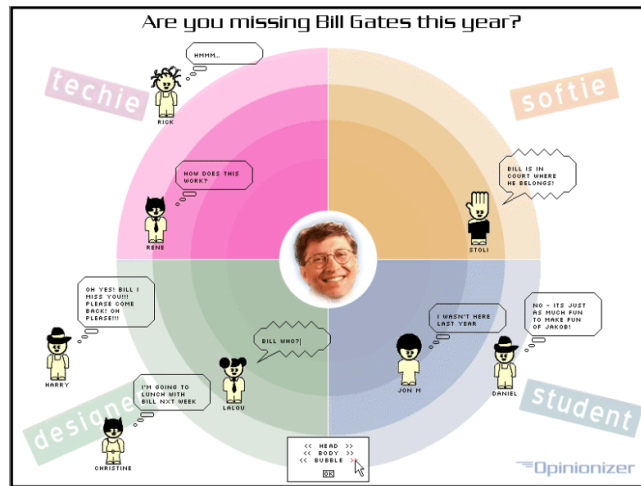 Are you missing Bill Gates this year?
techie
softie
HMMM...
RICK
HOW DOES THIS
WORK?
RENE
BILL IS IN
COURT WHERE
HE BELONGS!
STOLI
OH YES! BILL I
MISS YOU!!!
PLEASE COME
BACK! OH
PLEASE!!!
HARRY
BILL WHO?|
LALOU
I WASN'T HERE
LAST YEAR
JON M
NO - ITS JUST
AS MUCH FUN
TO MAKE FUN
OF JAKOB!
DANIEL
designer
I'M GOING TO
LUNCH WITH
BILL NXT WEEK
CHRISTINE
student
<< HEAD >>
<< BODY >>
<< BUBBLE >>
OK
Opinionizer